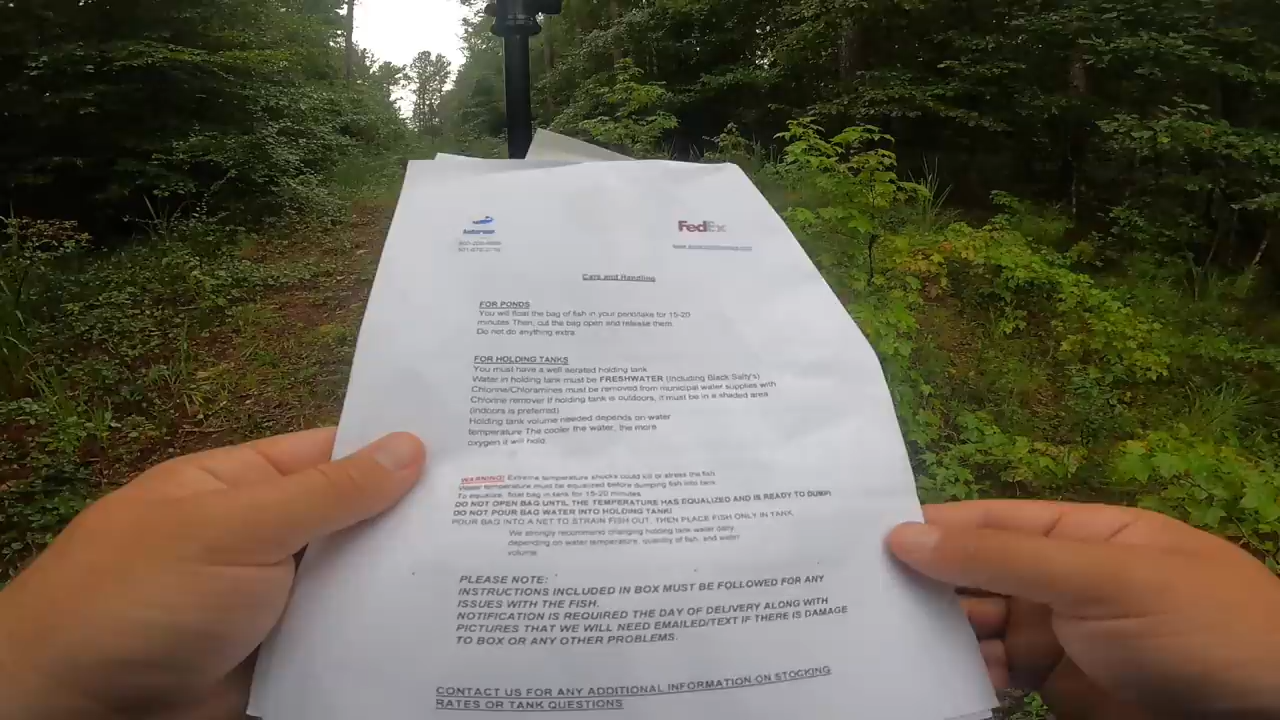 Anderson
FedEx
Care and Handling
FOR PONDS
You will float the bag of fish in your pond/lake for 15-20
minutes Then, cut the bag open and release them.
Do not do anything extra.
FOR HOLDING TANKS
You must have a well aerated holding tank
Water in holding tank must be FRESHWATER (Including Black Salty's)
Chlorine/Chloramines must be removed from municipal water supplies with
Chlorine remover If holding tank is outdoors, it must be in a shaded area
(indoors is preferred)
Holding tank volume needed depends on water
temperature The cooler the water, the more
oxygen it will hold.
WARNING! Extreme temperature shocks could kill or stress the fish.
Water temperature must be equalized before dumping fish into tank
To equalize, float bag in tank for 15-20 minutes.
DO NOT OPEN BAG UNTIL THE TEMPERATURE HAS EQUALIZED AND IS READY TO DUMP!
DO NOT POUR BAG WATER INTO HOLDING TANK!
POUR BAG INTO A NET TO STRAIN FISH OUT, THEN PLACE FISH ONLY IN TANK.
We strongly recommend changing holding tank water daily,
depending on water temperature, quantity of fish, and water
volume.
PLEASE NOTE:
INSTRUCTIONS INCLUDED IN BOX MUST BE FOLLOWED FOR ANY
ISSUES WITH THE FISH.
NOTIFICATION IS REQUIRED THE DAY OF DELIVERY ALONG WITH
PICTURES THAT WE WILL NEED EMAILED/TEXT IF THERE IS DAMAGE
TO BOX OR ANY OTHER PROBLEMS.
CONTACT US FOR ANY ADDITIONAL INFORMATION ON STOCKING
RATES OR TANK QUESTIONS